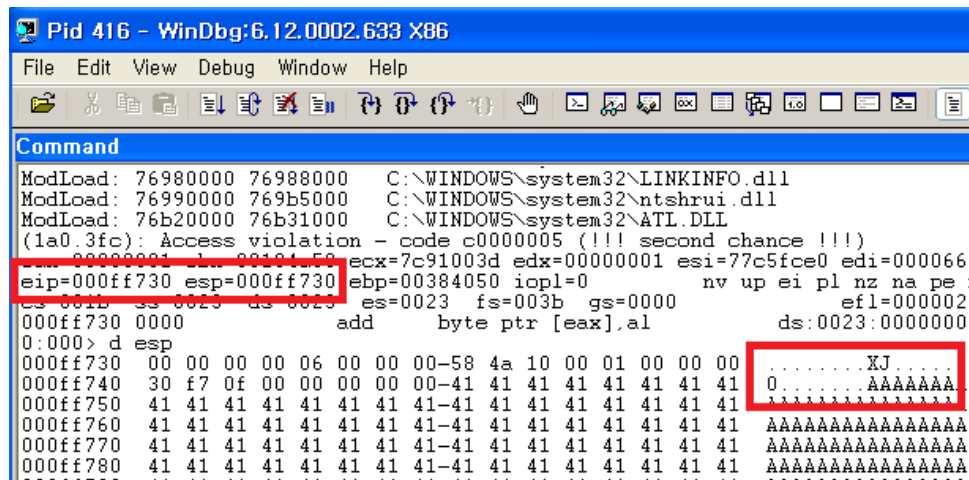 Pid 416 - WinDbg:6.12.0002.633 X86
File Edit View Debug Window Help
Command
ModLoad: 76980000 76988000   C:\WINDOWS\system32\LINKINFO.dll
ModLoad: 76990000 769b5000   C:\WINDOWS\system32\ntshrui.dll
ModLoad: 76b20000 76b31000   C:\WINDOWS\system32\ATL.DLL
(1a0.3fc): Access violation - code c0000005 (!!! second chance !!!)
ecx=7c91003d edx=00000001 esi=77c5fce0 edi=000066
eip=000ff730 esp=000ff730 ebp=00384050 iopl=0         nv up ei pl nz na pe
es=0023  fs=003b  gs=0000             efl=000002
000ff730 0000            add     byte ptr [eax],al          ds:0023:0000000
0:000> d esp
000ff730  00 00 00 00 06 00 00 00-58 4a 10 00 01 00 00 00  ........XJ......
000ff740  30 f7 0f 00 00 00 00 00-41 41 41 41 41 41 41 41  0.......AAAAAAA
000ff750  41 41 41 41 41 41 41 41-41 41 41 41 41 41 41 41
000ff760  41 41 41 41 41 41 41 41-41 41 41 41 41 41 41 41  AAAAAAAAAAAAAAAA
000ff770  41 41 41 41 41 41 41 41-41 41 41 41 41 41 41 41  AAAAAAAAAAAAAAAA
000ff780  41 41 41 41 41 41 41 41-41 41 41 41 41 41 41 41  AAAAAAAAAAAAAAAA